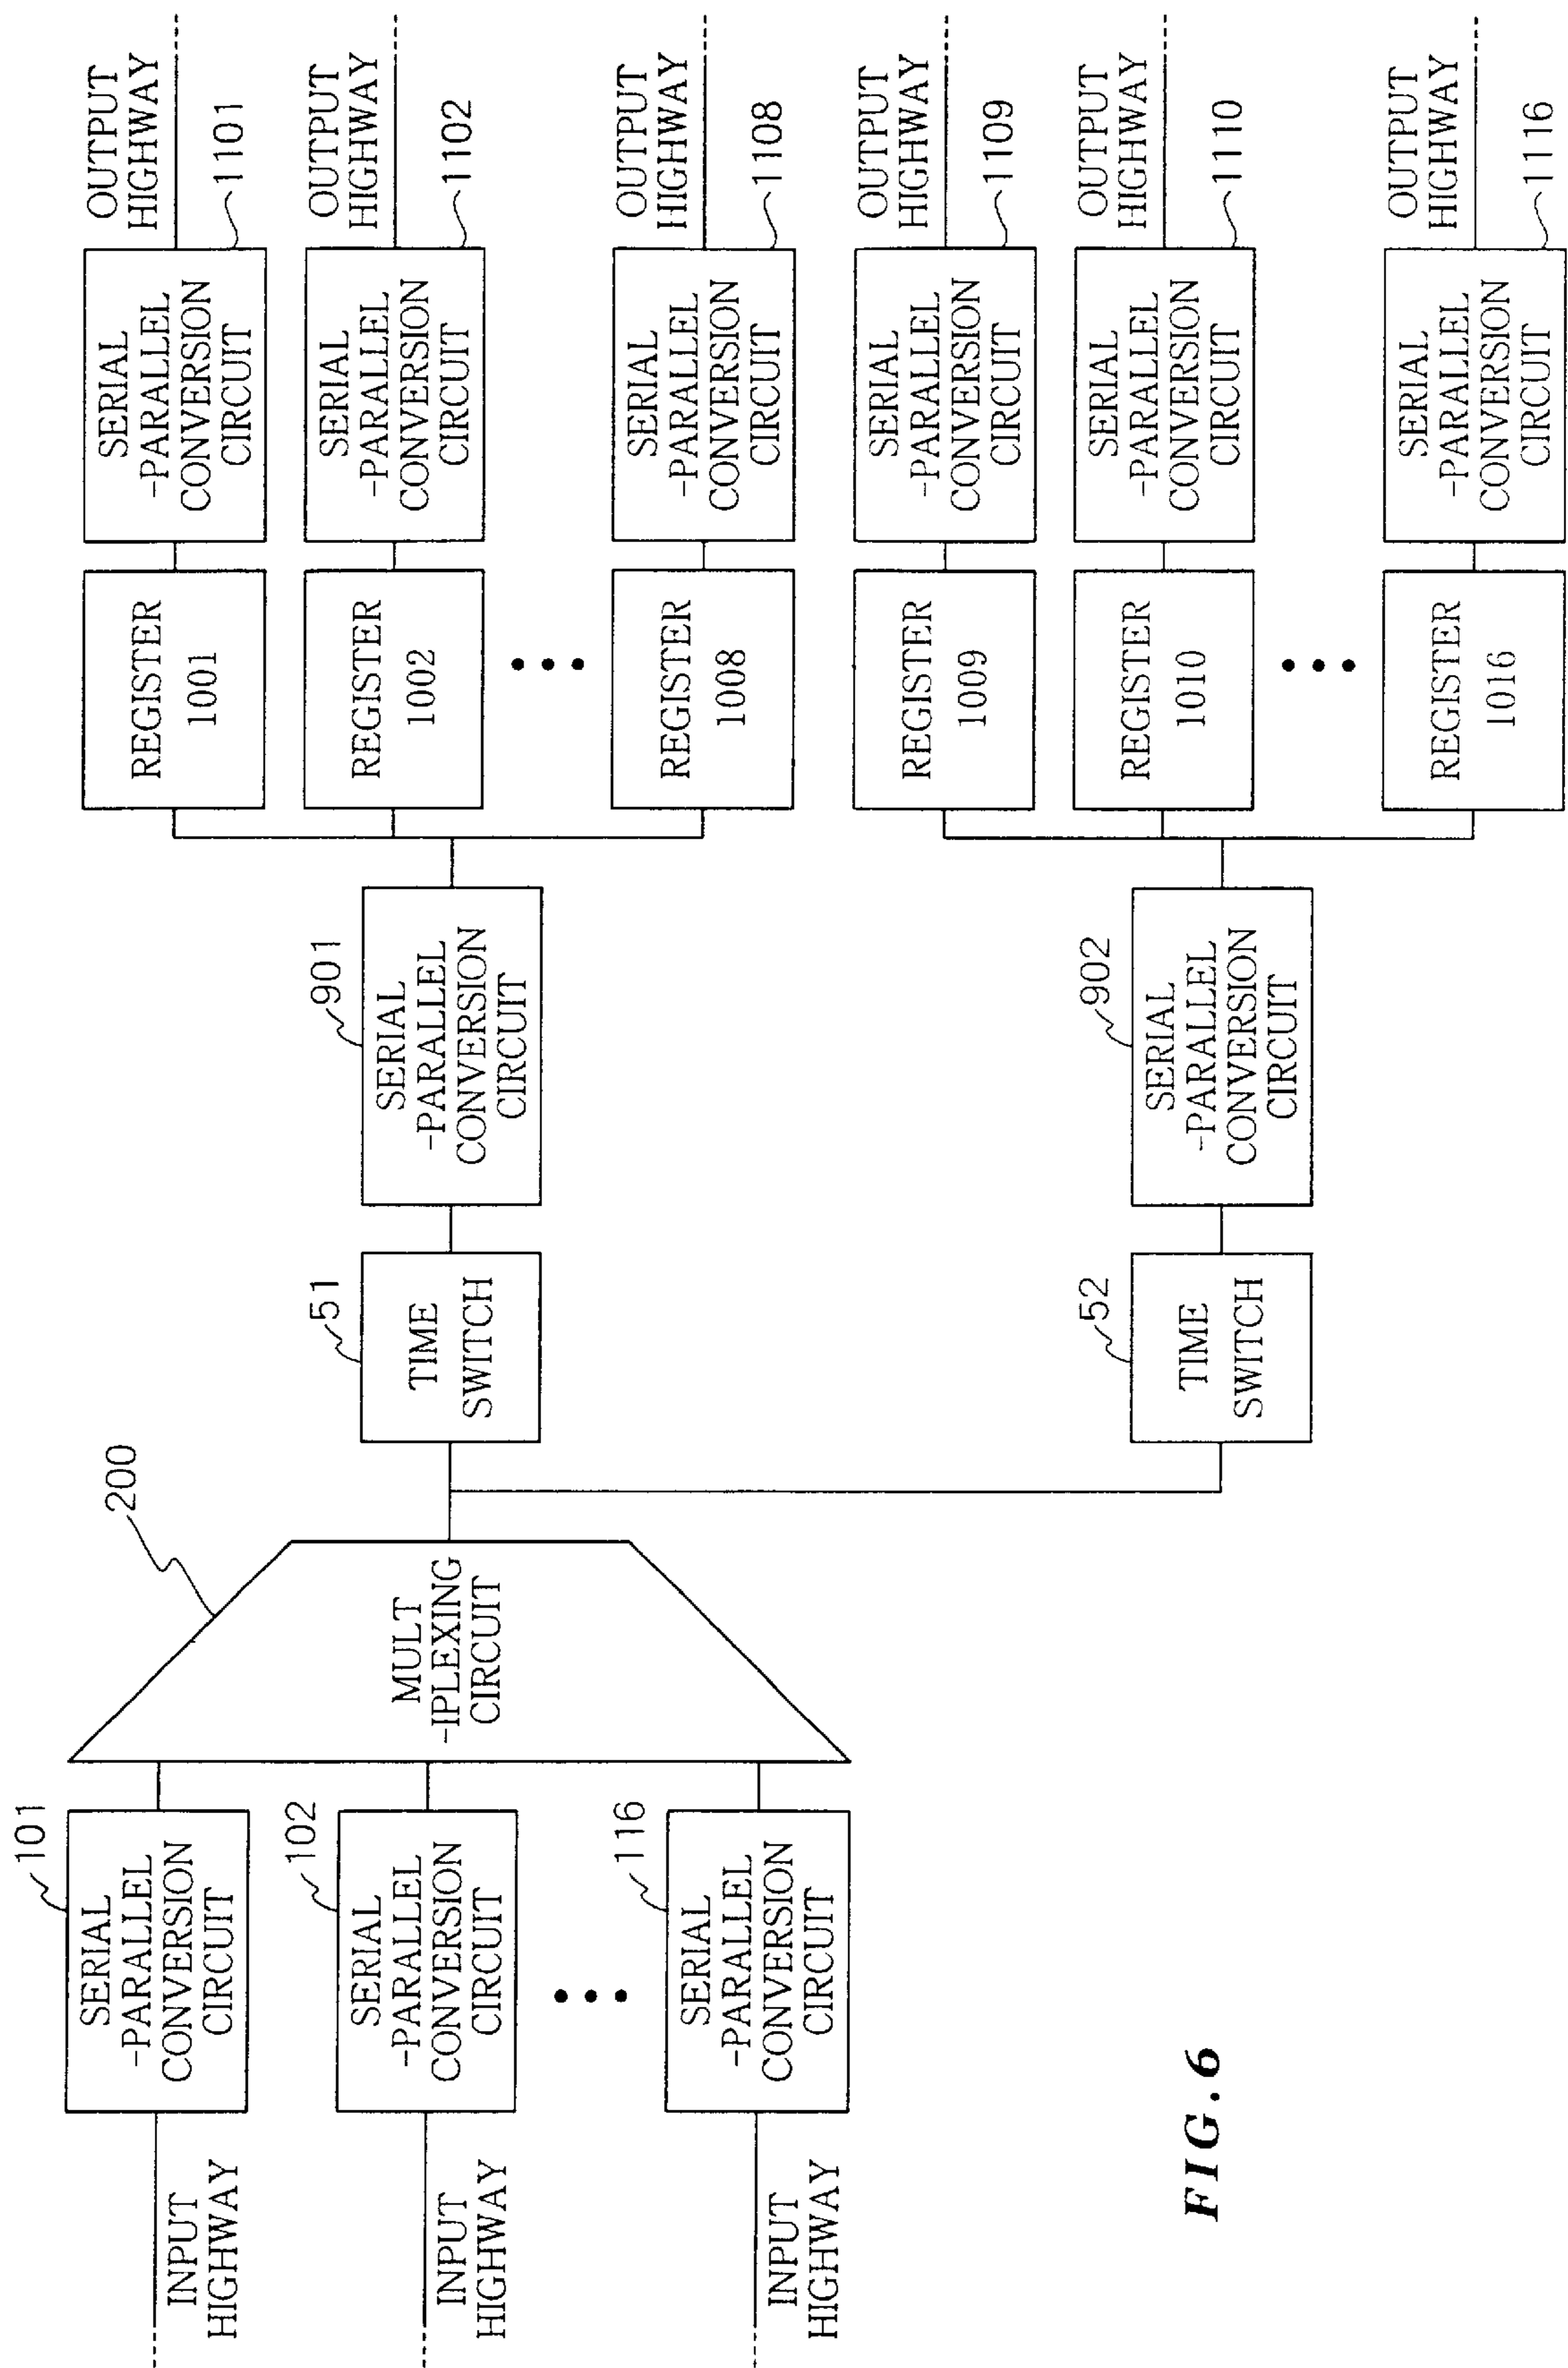 INPUT
HIGHWAY
101
SERIAL
-PARALLEL
CONVERSION
CIRCUIT
INPUT
HIGHWAY
102
SERIAL
-PARALLEL
CONVERSION
CIRCUIT
INPUT
HIGHWAY
116
SERIAL
-PARALLEL
CONVERSION
CIRCUIT
200
MULT
-IPLEXING
CIRCUIT
51
TIME
SWITCH
901
SERIAL
-PARALLEL
CONVERSION
CIRCUIT
52
TIME
SWITCH
902
SERIAL
-PARALLEL
CONVERSION
CIRCUIT
REGISTER
1001
SERIAL
-PARALLEL
CONVERSION
CIRCUIT
1101
OUTPUT
HIGHWAY
REGISTER
1002
SERIAL
-PARALLEL
CONVERSION
CIRCUIT
1102
OUTPUT
HIGHWAY
REGISTER
1008
SERIAL
-PARALLEL
CONVERSION
CIRCUIT
1108
OUTPUT
HIGHWAY
REGISTER
1009
SERIAL
-PARALLEL
CONVERSION
CIRCUIT
1109
OUTPUT
HIGHWAY
REGISTER
1010
SERIAL
-PARALLEL
CONVERSION
CIRCUIT
1110
OUTPUT
HIGHWAY
REGISTER
1016
SERIAL
-PARALLEL
CONVERSION
CIRCUIT
1116
OUTPUT
HIGHWAY
FIG.6